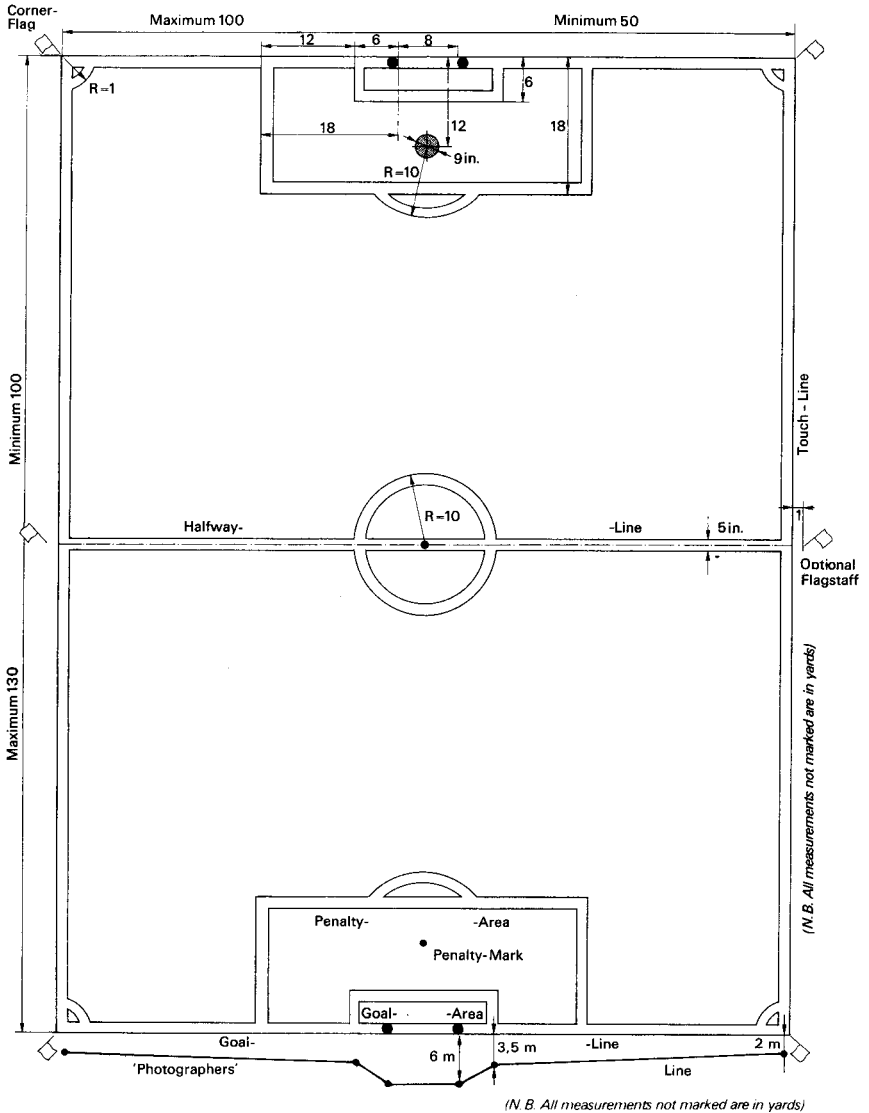 Corner-
Flag
Maximum 100
Minimum 50
12
6
8
R=1
6
18
12
18
9in.
R=10
Minimum 100
Touch-Line
R=10
Halfway-
-Line
5in.
1
Optional
Flagstaff
Maximum 130
(N.B. All measurements not marked are in yards)
Penalty-
-Area
Penalty-Mark
Goal-
-Area
Goal-
6 m
3,5 m
-Line
2 m
'Photographers'
Line
(N.B. All measurements not marked are in yards)